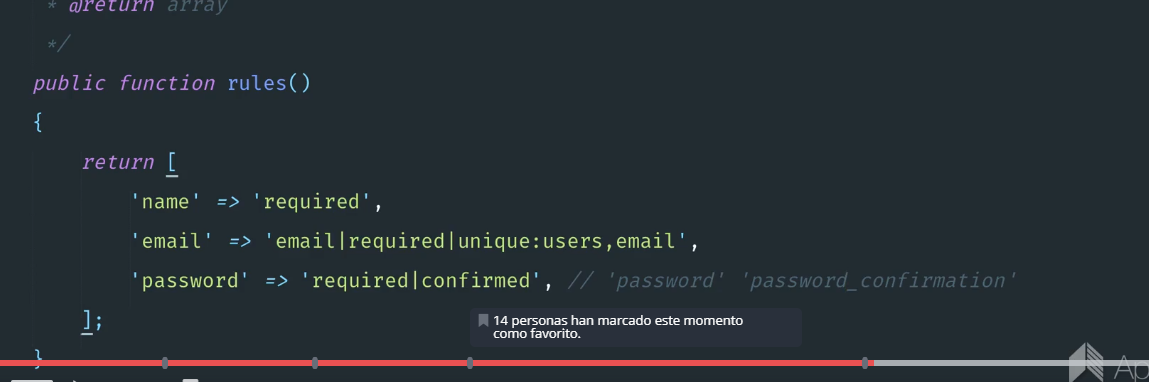 * @return array
*/
public function rules()
{
return [
'name' => 'required',
'email' => 'email|required|unique:users,email',
'password' => 'required|confirmed', // 'password' 'password_confirmation'
];
14 personas han marcado este momento
como favorito.
}
Ap